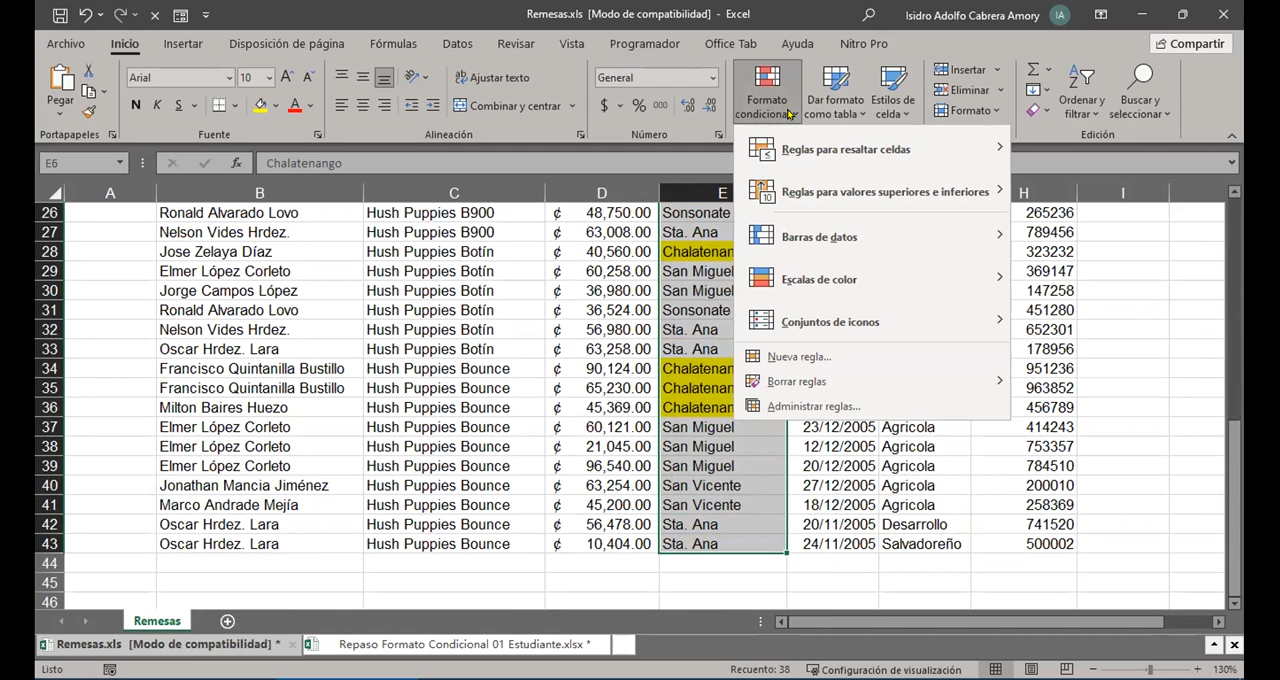 Remesas.xls [Modo de compatibilidad] - Excel
Isidro Adolfo Cabrera Amory IA
Archivo Inicio Insertar Disposición de página Fórmulas Datos Revisar Vista Programador Office Tab Ayuda Nitro Pro Compartir
Pegar
Arial 10
N K S
Ajustar texto
Combinar y centrar
General
$ % 000
Formato condicional
Dar formato como tabla
Estilos de celda
Insertar
Eliminar
Formato
Ordenar y filtrar
Buscar y seleccionar
Portapapeles Fuente Alineación Número Edición
E6 fx Chalatenango
Reglas para resaltar celdas
Reglas para valores superiores e inferiores
Barras de datos
Escalas de color
Conjuntos de iconos
Nueva regla...
Borrar reglas
Administrar reglas...
A B C D E H I
26 Ronald Alvarado Lovo Hush Puppies B900 ₡ 48,750.00 Sonsonate 265236
27 Nelson Vides Hrdez. Hush Puppies B900 ₡ 63,008.00 Sta. Ana 789456
28 Jose Zelaya Díaz Hush Puppies Botín ₡ 40,560.00 Chalatenan 323232
29 Elmer López Corleto Hush Puppies Botín ₡ 60,258.00 San Miguel 369147
30 Jorge Campos López Hush Puppies Botín ₡ 36,980.00 San Miguel 147258
31 Ronald Alvarado Lovo Hush Puppies Botín ₡ 36,524.00 Sonsonate 451280
32 Nelson Vides Hrdez. Hush Puppies Botín ₡ 56,980.00 Sta. Ana 652301
33 Oscar Hrdez. Lara Hush Puppies Botín ₡ 63,258.00 Sta. Ana 178956
34 Francisco Quintanilla Bustillo Hush Puppies Bounce ₡ 90,124.00 Chalatenan 951236
35 Francisco Quintanilla Bustillo Hush Puppies Bounce ₡ 65,230.00 Chalatenan 963852
36 Milton Baires Huezo Hush Puppies Bounce ₡ 45,369.00 Chalatenan 456789
37 Elmer López Corleto Hush Puppies Bounce ₡ 60,121.00 San Miguel 23/12/2005 Agricola 414243
38 Elmer López Corleto Hush Puppies Bounce ₡ 21,045.00 San Miguel 12/12/2005 Agricola 753357
39 Elmer López Corleto Hush Puppies Bounce ₡ 96,540.00 San Miguel 20/12/2005 Agricola 784510
40 Jonathan Mancia Jiménez Hush Puppies Bounce ₡ 63,254.00 San Vicente 27/12/2005 Agricola 200010
41 Marco Andrade Mejía Hush Puppies Bounce ₡ 45,200.00 San Vicente 18/12/2005 Agricola 258369
42 Oscar Hrdez. Lara Hush Puppies Bounce ₡ 56,478.00 Sta. Ana 20/11/2005 Desarrollo 741520
43 Oscar Hrdez. Lara Hush Puppies Bounce ₡ 10,404.00 Sta. Ana 24/11/2005 Salvadoreño 500002
44
45
46
Remesas
Remesas.xls [Modo de compatibilidad] * Repaso Formato Condicional 01 Estudiante.xlsx *
Listo Recuento: 38 Configuración de visualización 130%